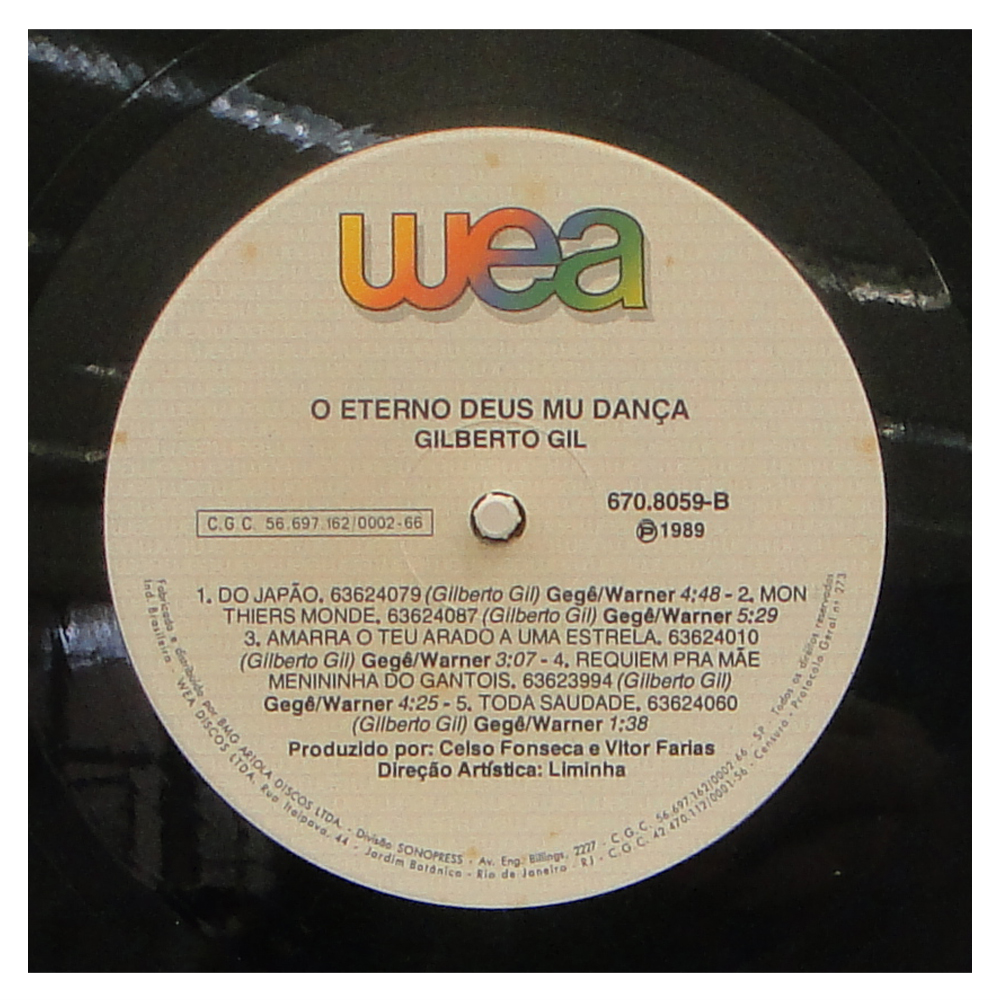 wea
O ETERNO DEUS MU DANÇA
GILBERTO GIL
C.G.C. 56.697.162/0002-66
670.8059-B
Ⓟ1989
1. DO JAPÃO. 63624079 (Gilberto Gil) Gegê/Warner 4:48 - 2. MON
THIERS MONDE. 63624087 (Gilberto Gil) Gegê/Warner 5:29
3. AMARRA O TEU ARADO A UMA ESTRELA. 63624010
(Gilberto Gil) Gegê/Warner 3:07 - 4. REQUIEM PRA MÃE
MENININHA DO GANTOIS. 63623994 (Gilberto Gil)
Gegê/Warner 4:25 - 5. TODA SAUDADE. 63624060
(Gilberto Gil) Gegê/Warner 1:38
Produzido por: Celso Fonseca e Vitor Farias
Direção Artística: Liminha
Fabricado e distribuído por BMG ARIOLA DISCOS LTDA. - Divisão SONOPRESS - Av. Eng. Billings, 2227 - C.G.C. 56.697.162/0002-66 - SP - Todos os direitos reservados
Ind. Brasileira - WEA DISCOS LTDA. Rua Itaipava, 44 - Jardim Botânico - Rio de Janeiro - RJ - C.G.C. 42.470.112/0001-56 - Censura - Protocolo Geral nº 273